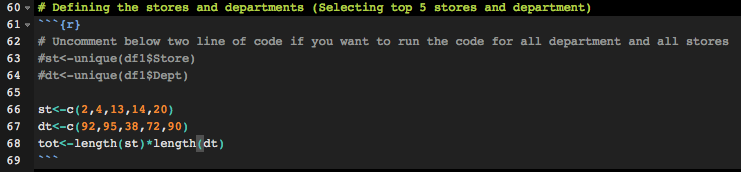 60 # Defining the stores and departments (Selecting top 5 stores and department)
61 ```{r}
62 # Uncomment below two line of code if you want to run the code for all department and all stores
63 #st<-unique(df1$Store)
64 #dt<-unique(df1$Dept)
65
66 st<-c(2,4,13,14,20)
67 dt<-c(92,95,38,72,90)
68 tot<-length(st)*length(dt)
69 ```